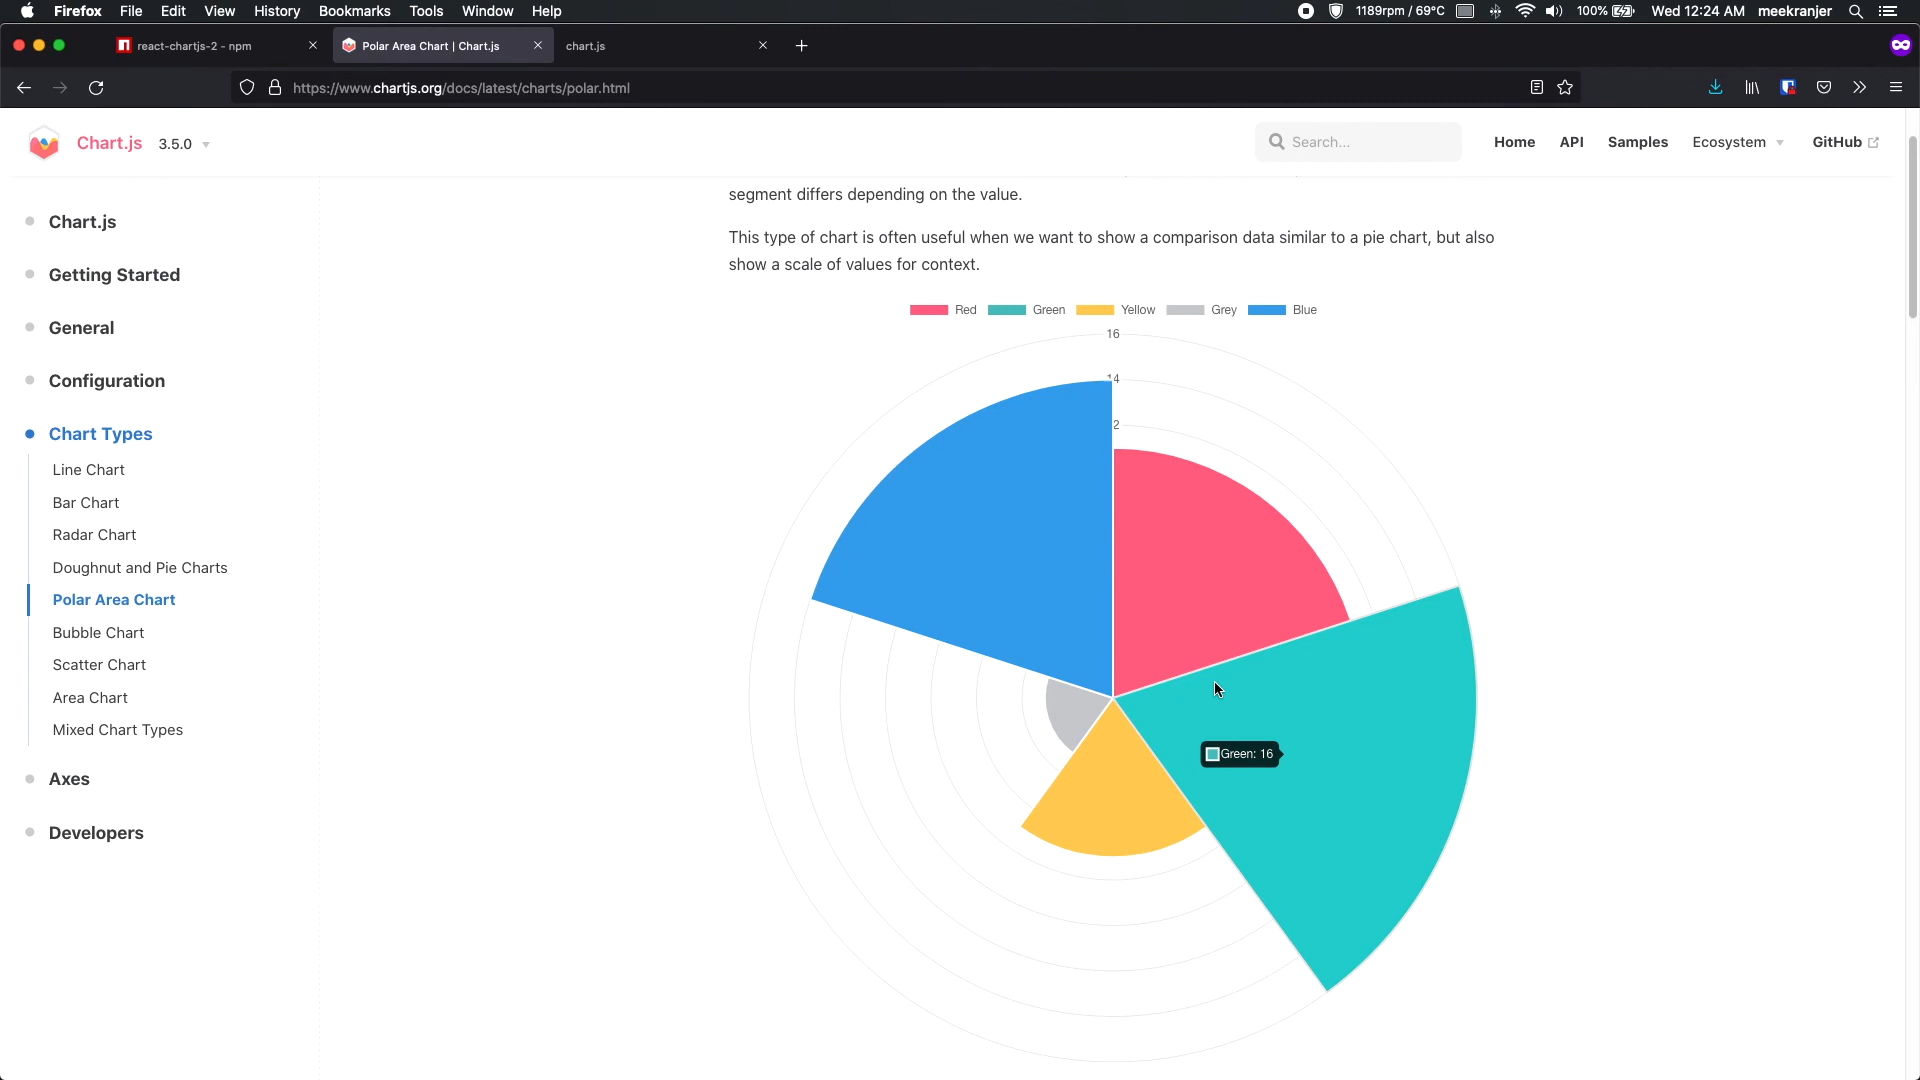 Firefox File Edit View History Bookmarks Tools Window Help 1189rpm / 69°C 100% Wed 12:24 AM meekranjer
react-chartjs-2 - npm Polar Area Chart | Chart.js chart.js
https://www.chartjs.org/docs/latest/charts/polar.html
Chart.js 3.5.0 Search... Home API Samples Ecosystem GitHub
segment differs depending on the value.
This type of chart is often useful when we want to show a comparison data similar to a pie chart, but also
show a scale of values for context.
Chart.js
Getting Started
General
Configuration
Chart Types
Line Chart
Bar Chart
Radar Chart
Doughnut and Pie Charts
Polar Area Chart
Bubble Chart
Scatter Chart
Area Chart
Mixed Chart Types
Axes
Developers
Red Green Yellow Grey Blue
16
14
2
Green: 16